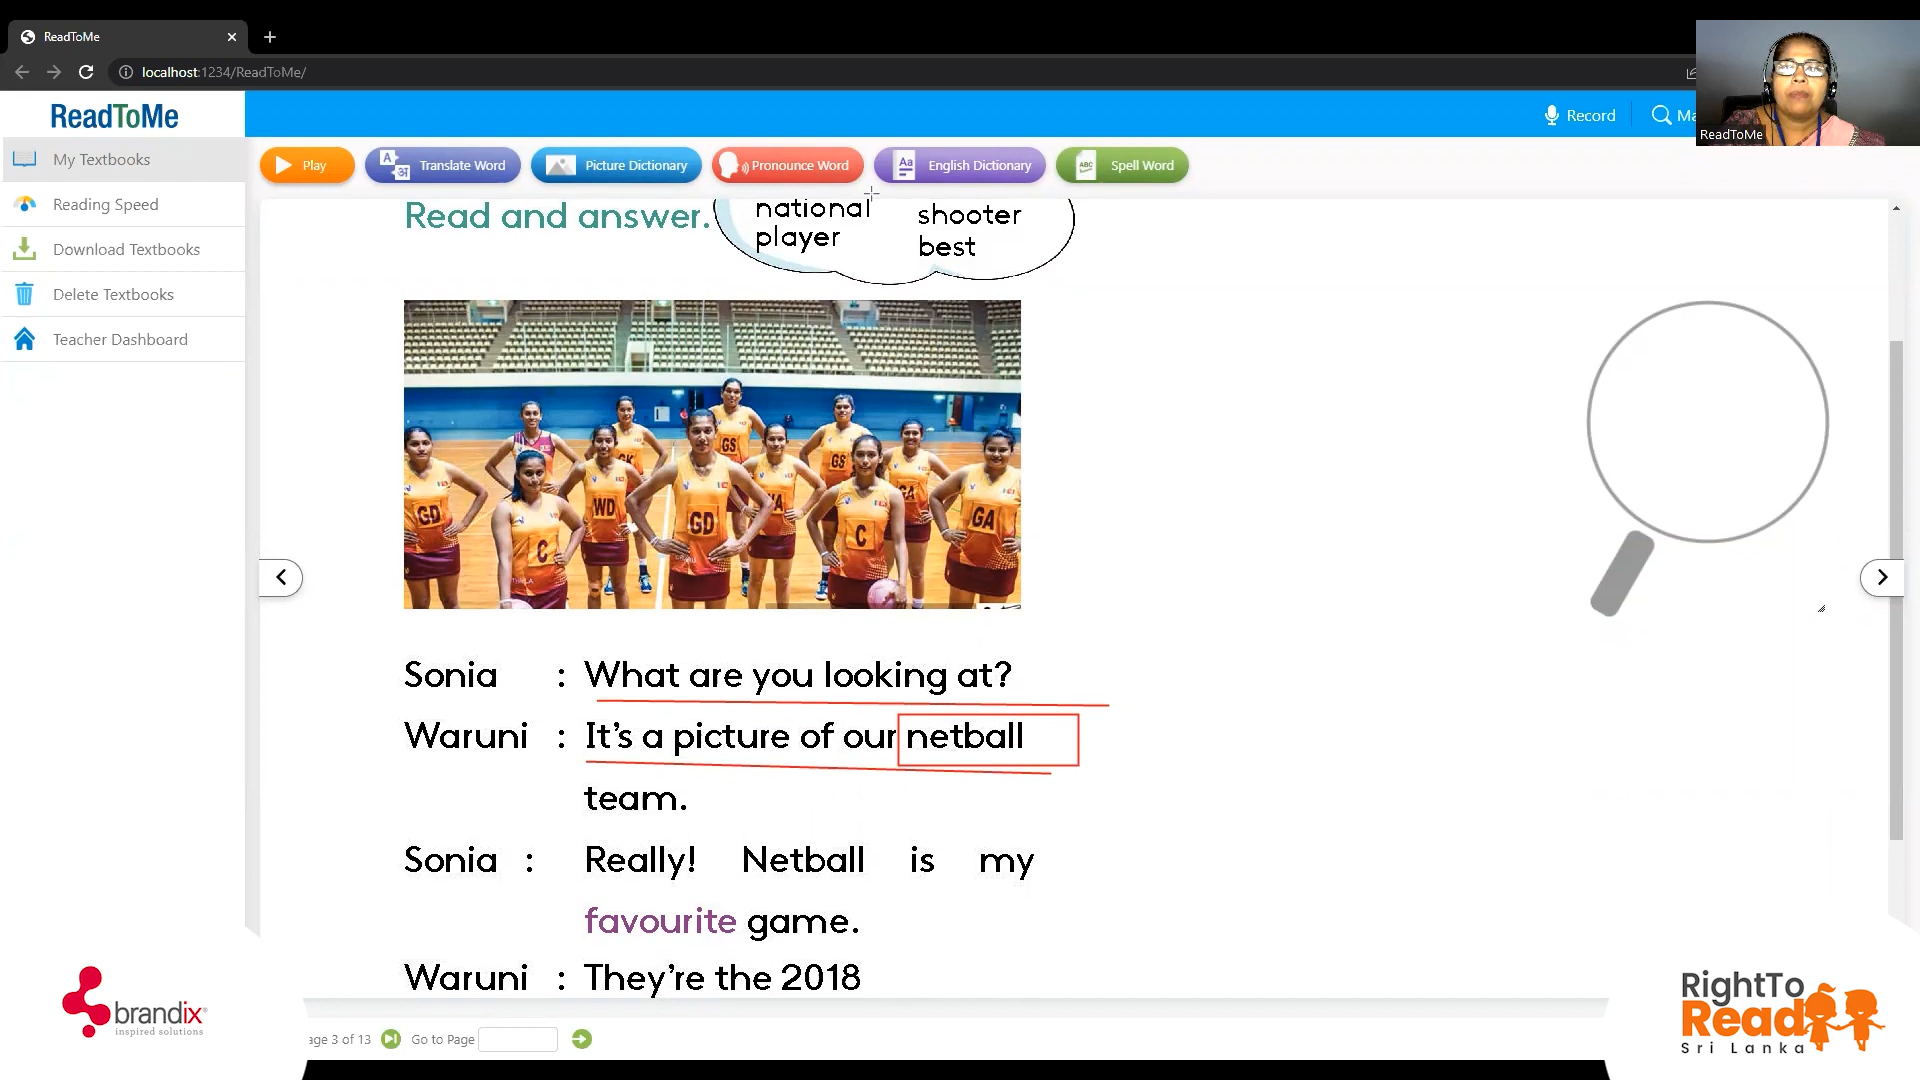 ReadToMe
localhost:1234/ReadToMe/
ReadToMe
ReadToMe
Record
My Textbooks
Reading Speed
Download Textbooks
Delete Textbooks
Teacher Dashboard
Play
Translate Word
Picture Dictionary
Pronounce Word
English Dictionary
Spell Word
Read and answer.
national shooter
player best
GD C WD GK GD GS WA GS C GA GA
Sonia : What are you looking at?
Waruni : It's a picture of our netball
team.
Sonia : Really! Netball is my
favourite game.
Waruni : They're the 2018
brandix
inspired solutions
age 3 of 13 Go to Page
RightTo
Read
Sri Lanka